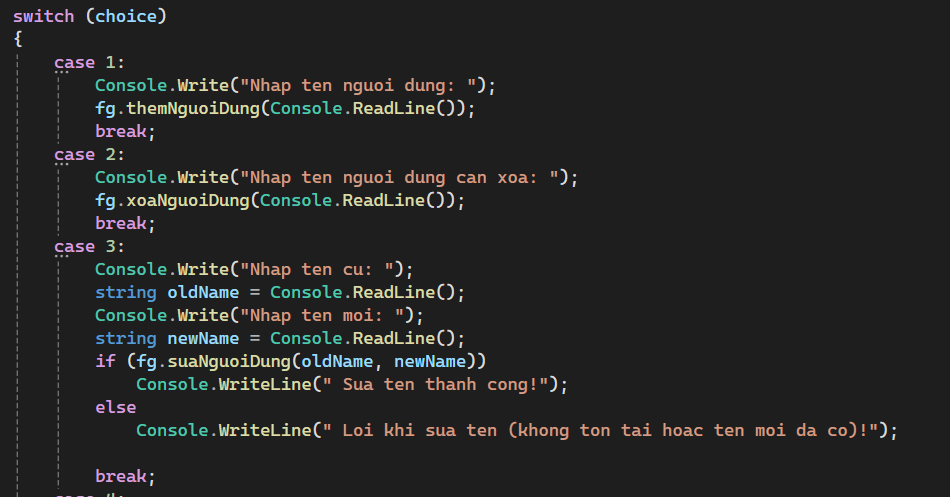 switch (choice)
{
case 1:
Console.Write("Nhap ten nguoi dung: ");
fg.themNguoiDung(Console.ReadLine());
break;
case 2:
Console.Write("Nhap ten nguoi dung can xoa: ");
fg.xoaNguoiDung(Console.ReadLine());
break;
case 3:
Console.Write("Nhap ten cu: ");
string oldName = Console.ReadLine();
Console.Write("Nhap ten moi: ");
string newName = Console.ReadLine();
if (fg.suaNguoiDung(oldName, newName))
Console.WriteLine(" Sua ten thanh cong!");
else
Console.WriteLine(" Loi khi sua ten (khong ton tai hoac ten moi da co)!");
break;